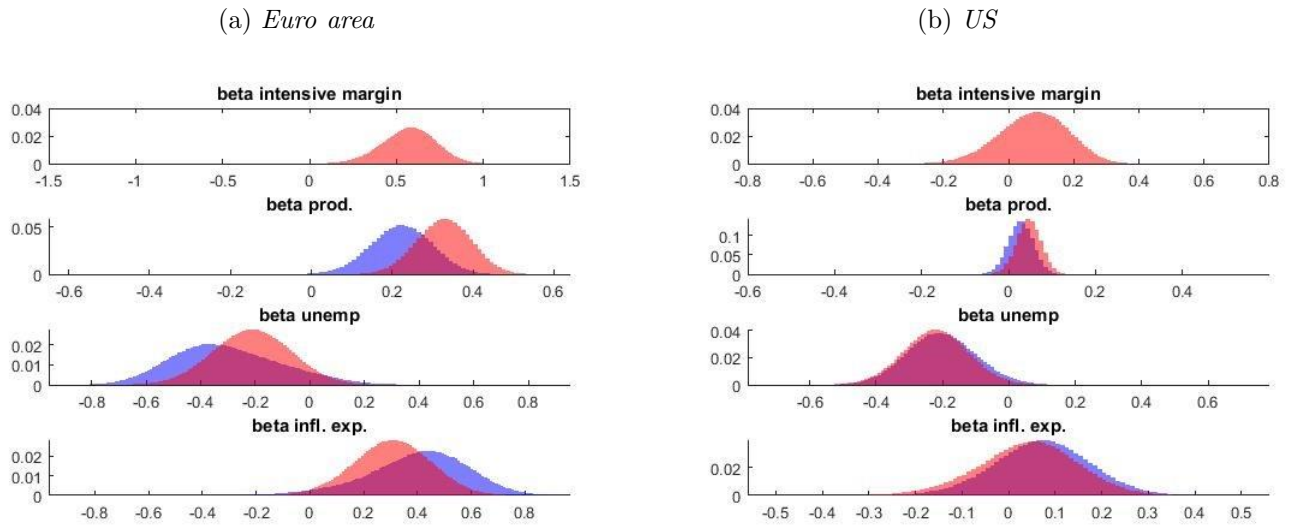 (a) Euro area
beta intensive margin
0.04
0.02
0
-1.5 -1 -0.5 0 0.5 1 1.5
beta prod.
0.05
0
-0.6 -0.4 -0.2 0 0.2 0.4 0.6
beta unemp
0.02
0.01
0
-0.8 -0.6 -0.4 -0.2 0 0.2 0.4 0.6 0.8
beta infl. exp.
0.02
0.01
0
-0.8 -0.6 -0.4 -0.2 0 0.2 0.4 0.6 0.8
(b) US
beta intensive margin
0.04
0.02
0
-0.8 -0.6 -0.4 -0.2 0 0.2 0.4 0.6 0.8
beta prod.
0.1
0.05
0
-0.6 -0.4 -0.2 0 0.2 0.4
beta unemp
0.04
0.02
0
-0.6 -0.4 -0.2 0 0.2 0.4 0.6
beta infl. exp.
0.02
0
-0.5 -0.4 -0.3 -0.2 -0.1 0 0.1 0.2 0.3 0.4 0.5